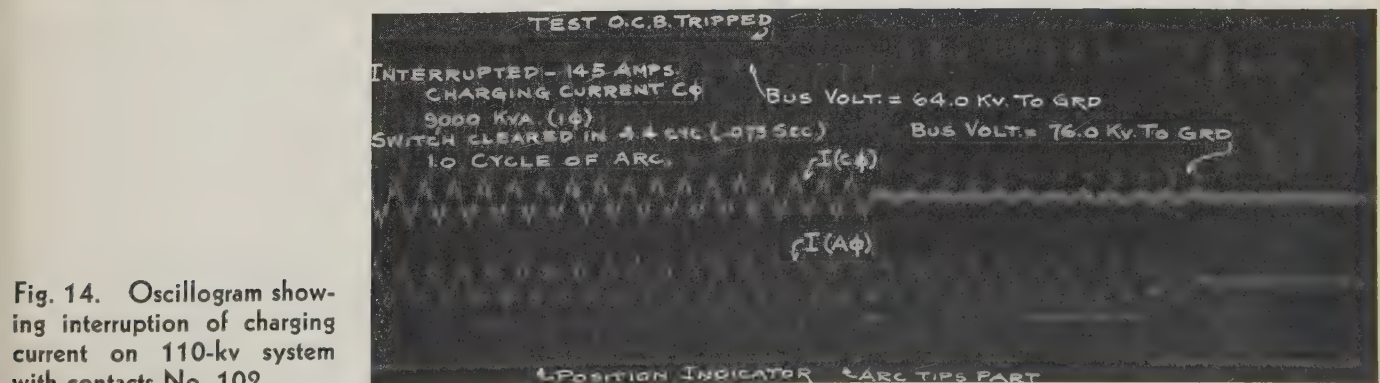 TEST O.C.B. TRIPPED
INTERRUPTED - 145 AMPS.
CHARGING CURRENT Cϕ
9000 KVA (1ϕ)
SWITCH CLEARED IN 4.4 CYC (.073 SEC)
1.0 CYCLE OF ARC.
BUS VOLT. = 64.0 KV. TO GRD
BUS VOLT. = 76.0 KV. TO GRD
I(Cϕ)
I(Aϕ)
POSITION INDICATOR
ARC TIPS PART
Fig. 14. Oscillogram show-
ing interruption of charging
current on 110-kv system
with contacts No. 109